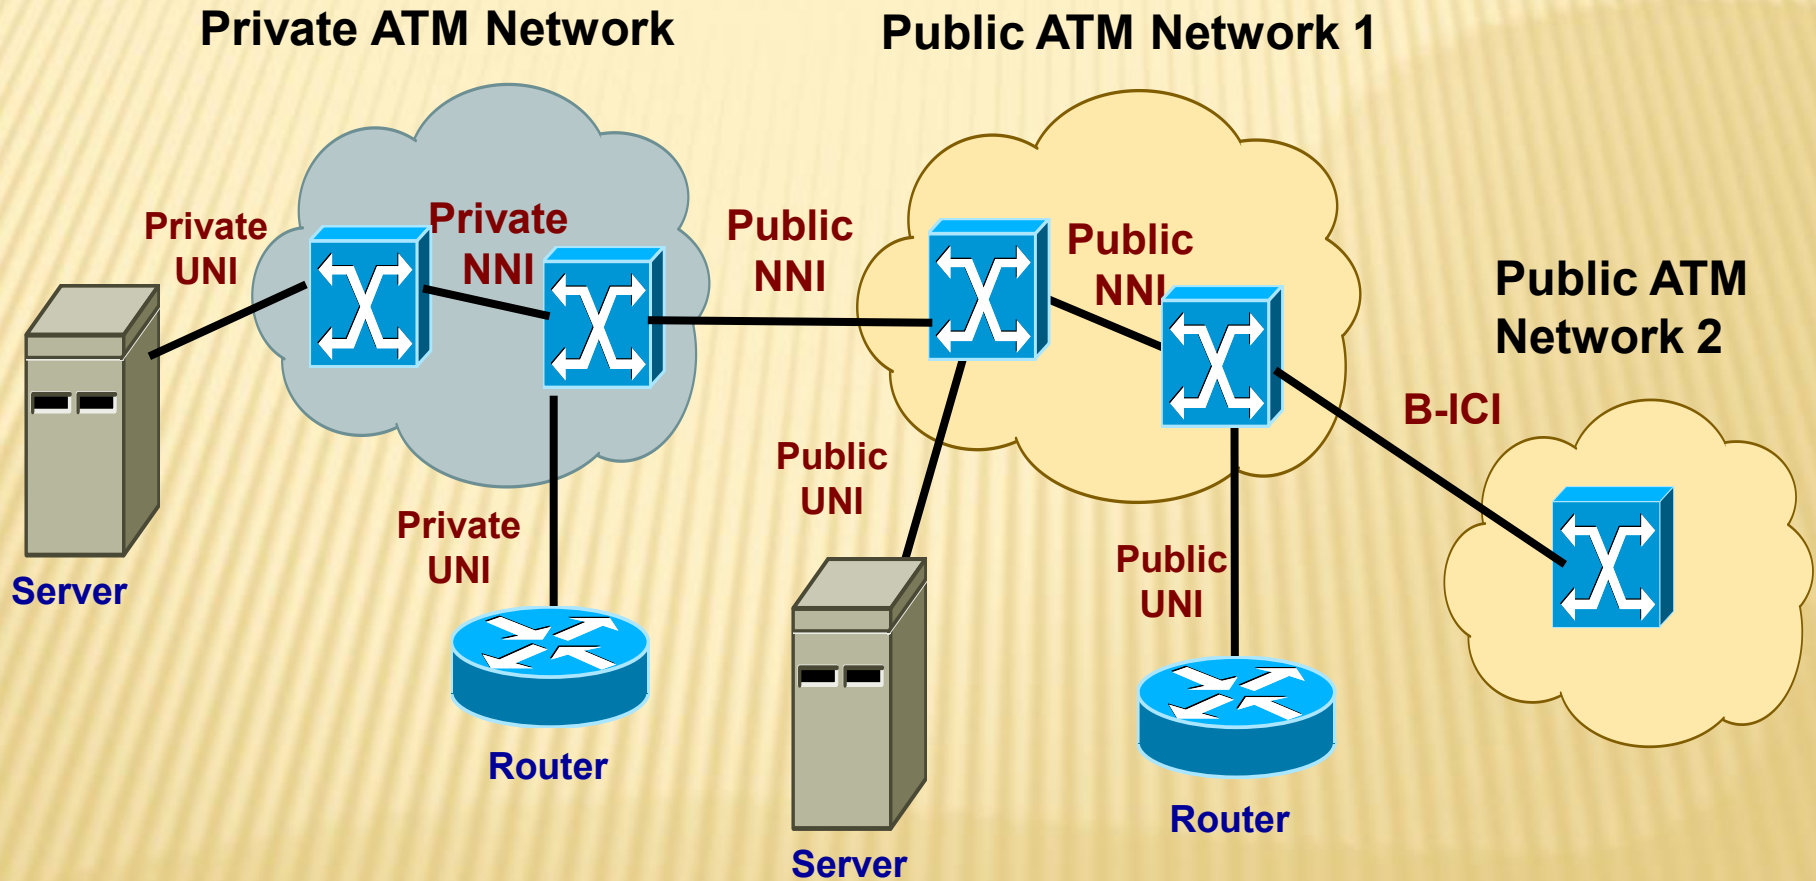 Private ATM Network
Public ATM Network 1
Private
UNI
Private
NNI
Public
NNI
Public
NNI
Public ATM
Network 2
B-ICI
Public
UNI
Private
UNI
Public
UNI
Server
Router
Router
Server